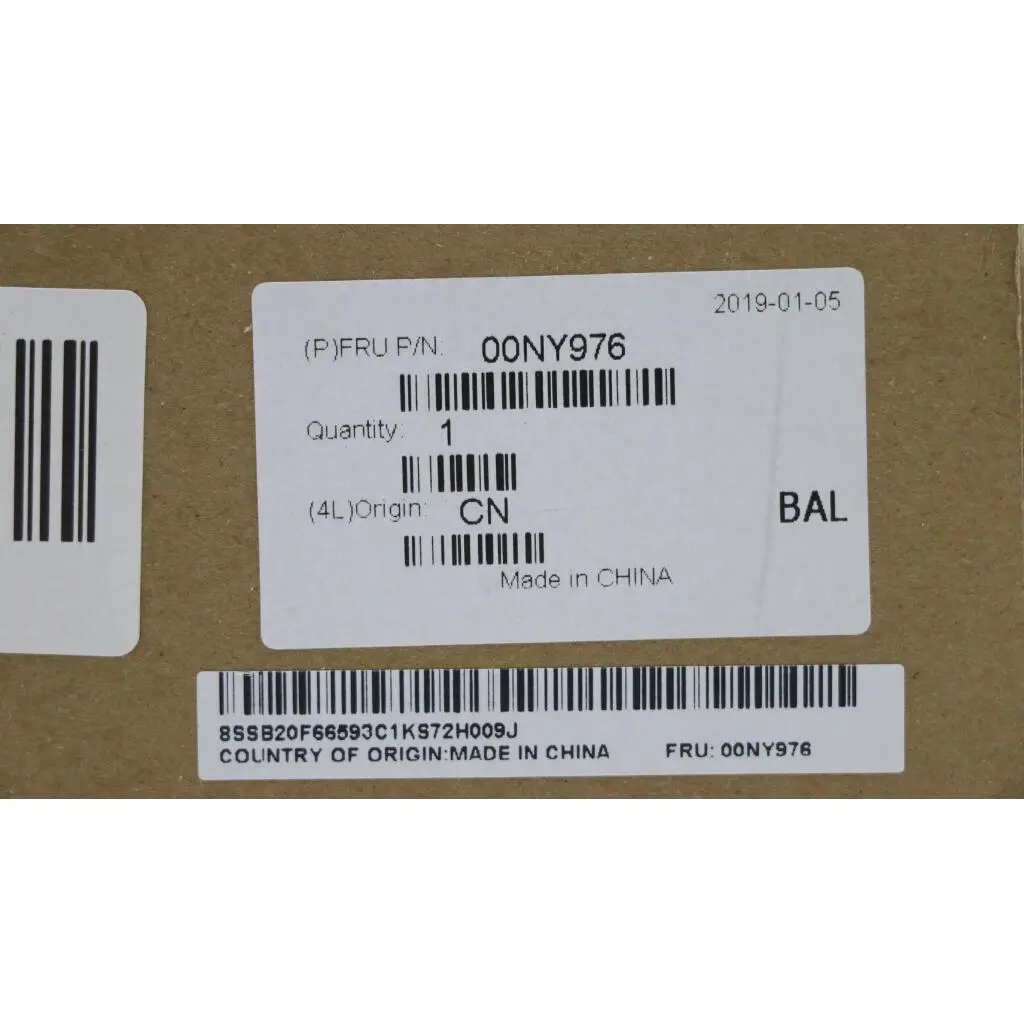 2019-01-05
(P)FRU P/N: 00NY976
Quantity: 1
(4L)Origin: CN
BAL
Made in CHINA
8SSB20F66593C1KS72H009J
COUNTRY OF ORIGIN:MADE IN CHINA FRU: 00NY976